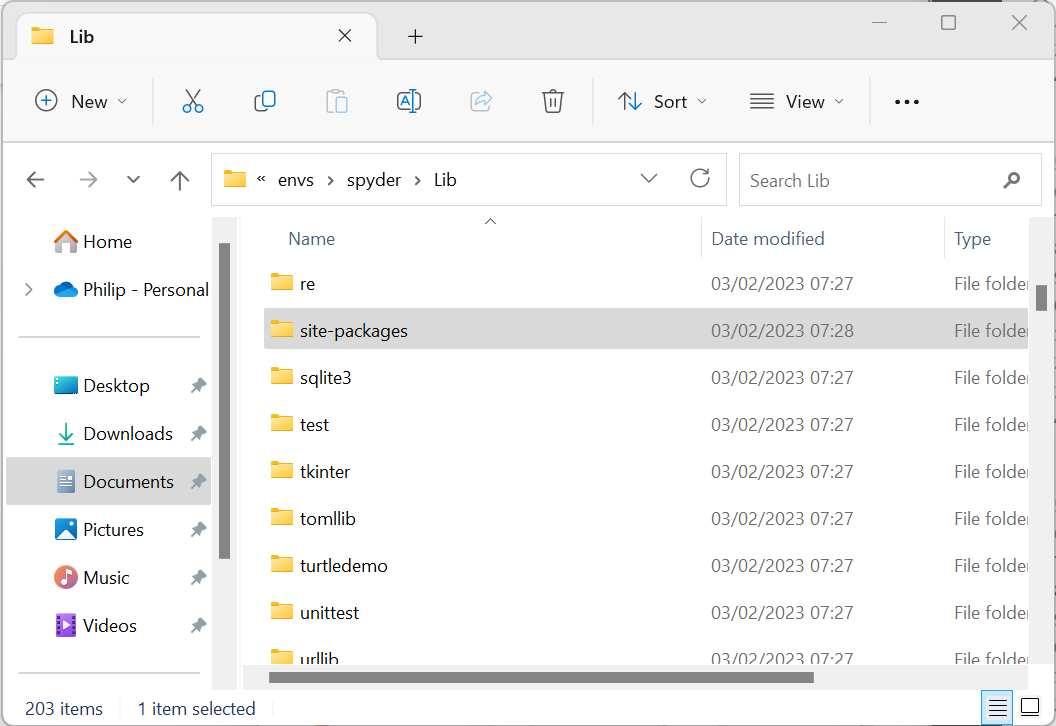 Lib
New
Sort
View
« envs > spyder > Lib
Search Lib
Home
Philip - Personal
Desktop
Downloads
Documents
Pictures
Music
Videos
Name Date modified Type
re 03/02/2023 07:27 File folder
site-packages 03/02/2023 07:28 File folder
sqlite3 03/02/2023 07:27 File folder
test 03/02/2023 07:27 File folder
tkinter 03/02/2023 07:27 File folder
tomllib 03/02/2023 07:27 File folder
turtledemo 03/02/2023 07:27 File folder
unittest 03/02/2023 07:27 File folder
urllib 03/02/2023 07:27 File folder
203 items 1 item selected